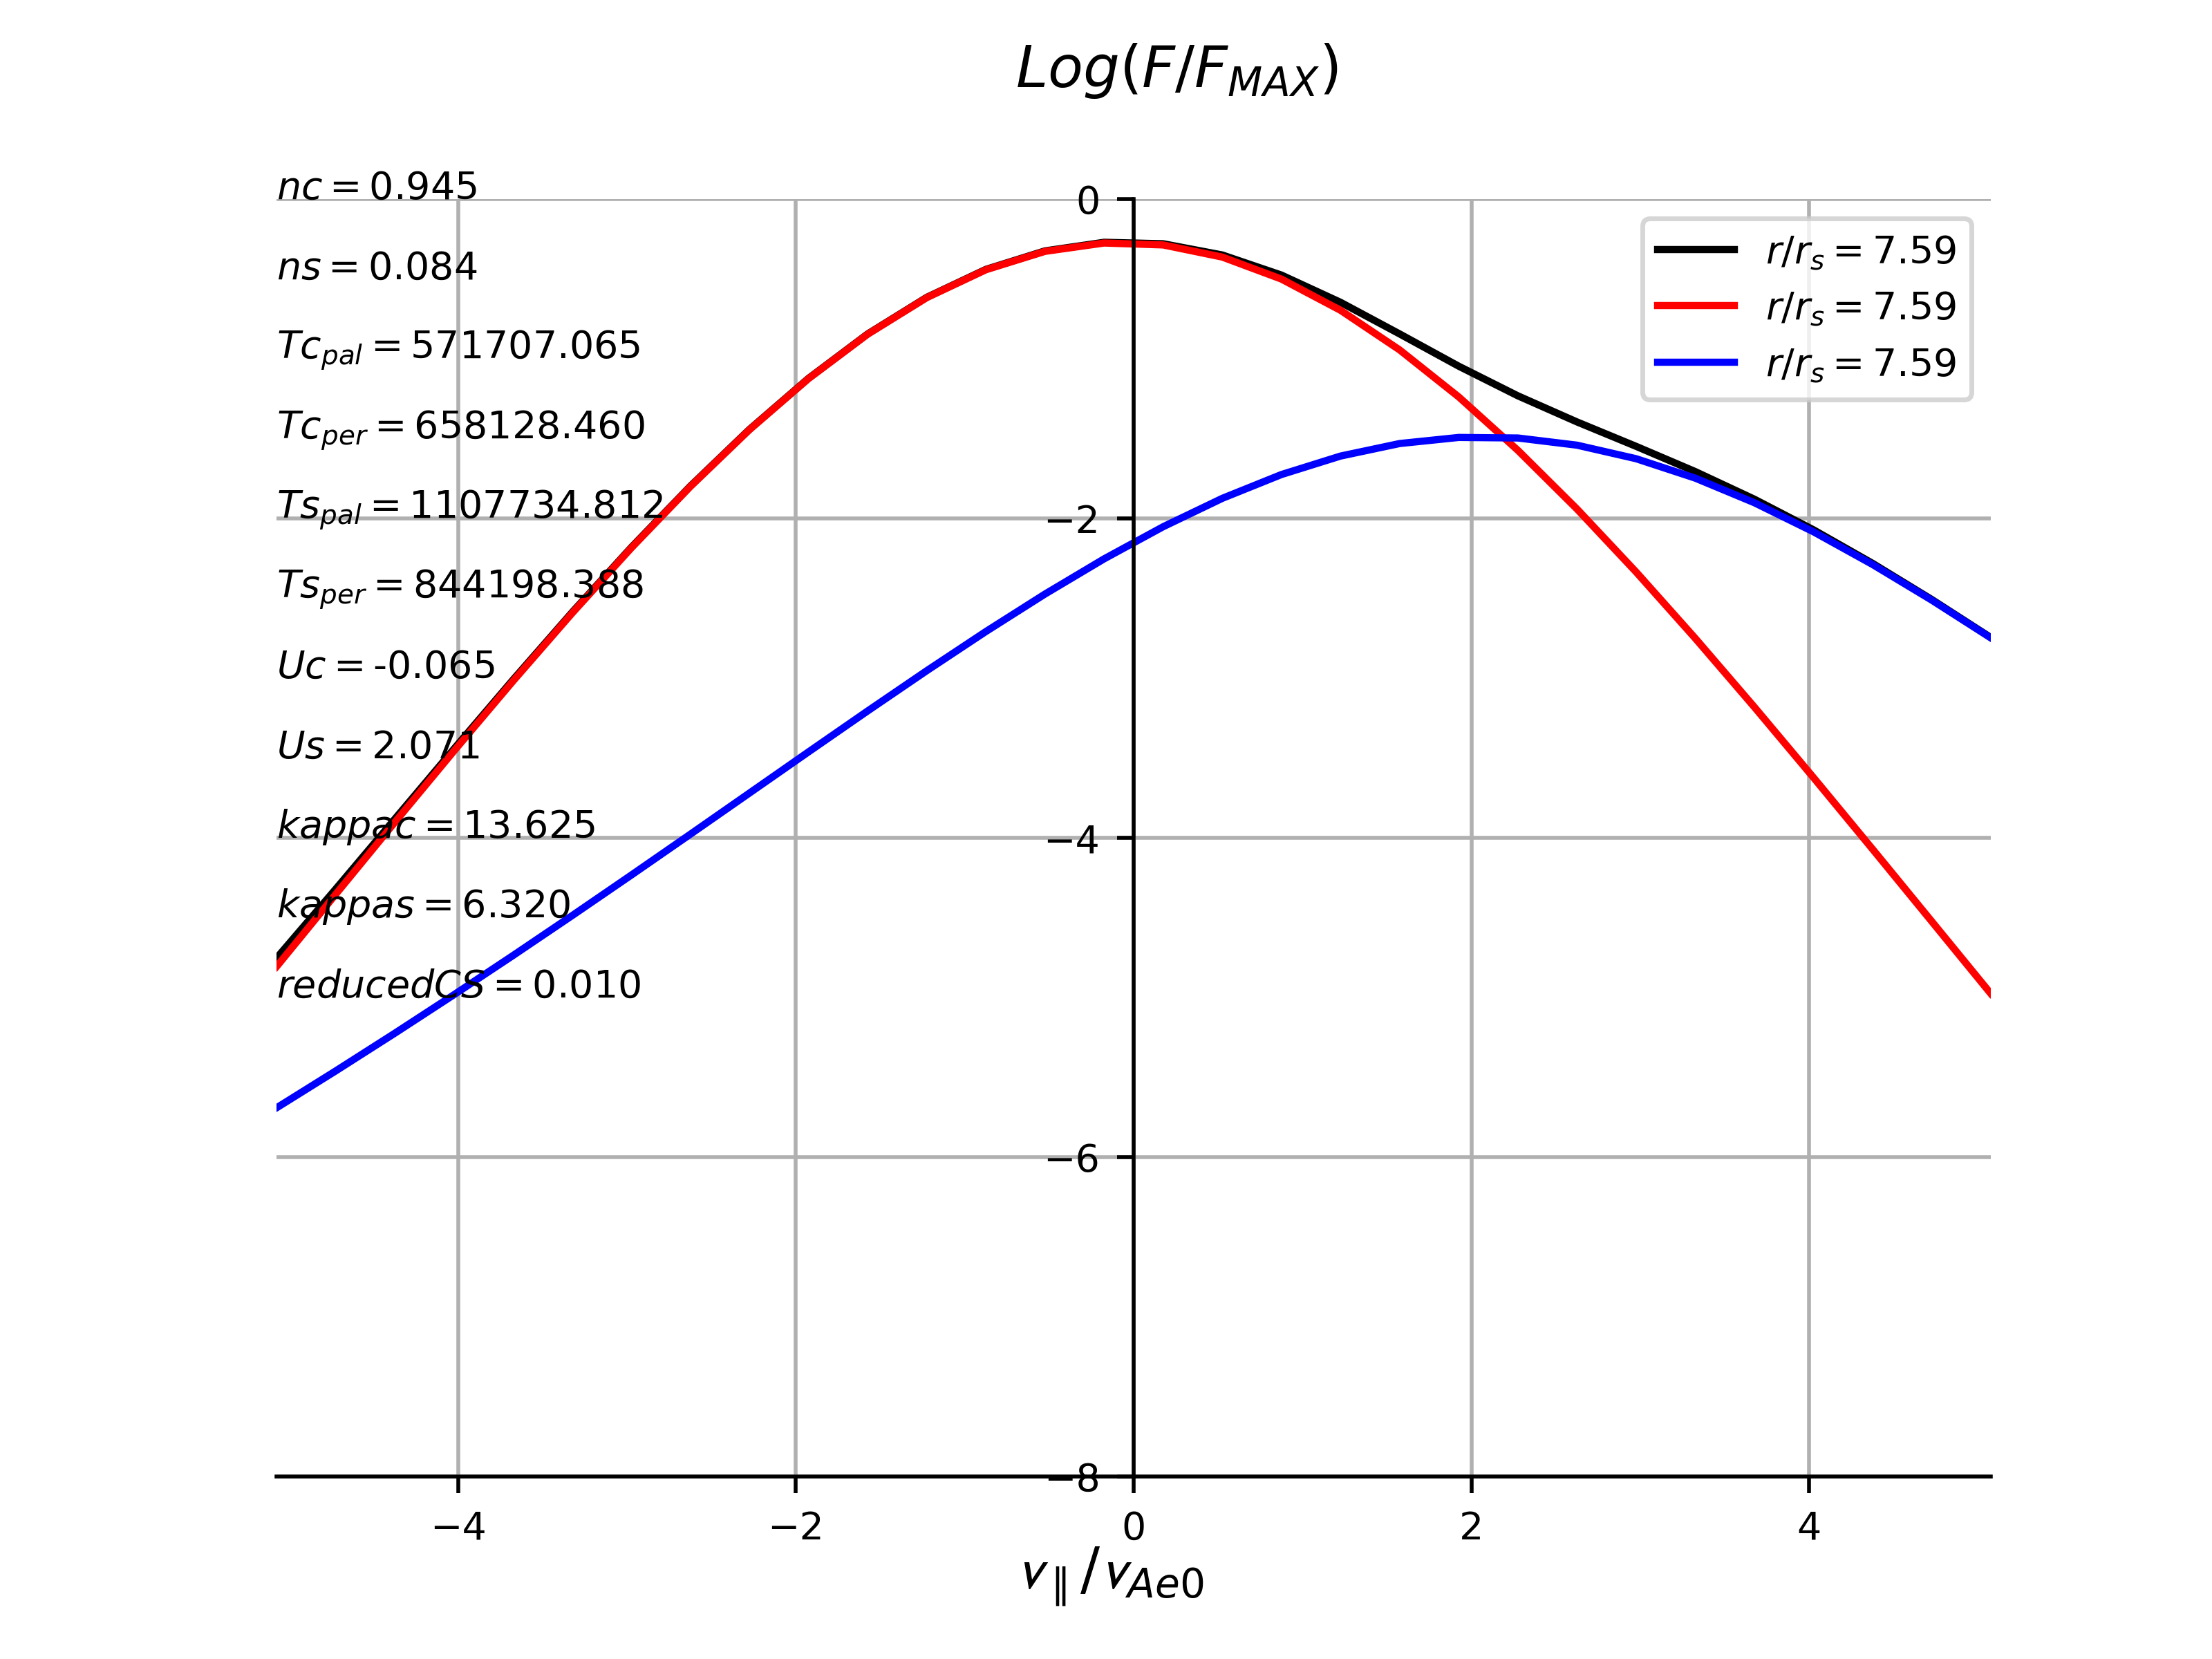 Log(F/F_MAX)
nc = 0.945
ns = 0.084
Tc_pal = 571707.065
Tc_per = 658128.460
Ts_pal = 1107734.812
Ts_per = 844198.388
Uc = -0.065
Us = 2.071
kappac = 13.625
kappas = 6.320
reducedCS = 0.010
0
−2
−4
−6
−8
r/r_s = 7.59
r/r_s = 7.59
r/r_s = 7.59
−4 −2 0 2 4
v_∥/v_Ae0